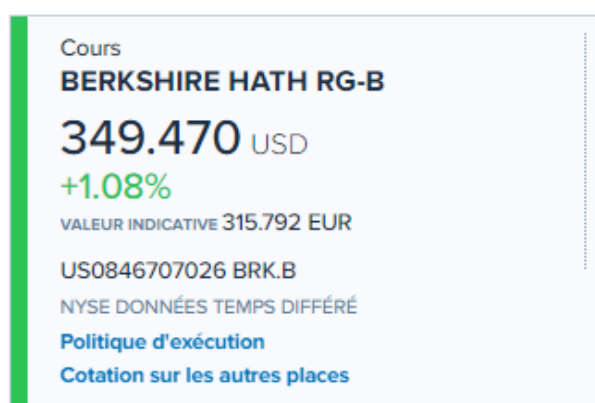 Cours
BERKSHIRE HATH RG-B
349.470 USD
+1.08%
VALEUR INDICATIVE 315.792 EUR
US0846707026 BRK.B
NYSE DONNÉES TEMPS DIFFÉRÉ
Politique d'exécution
Cotation sur les autres places